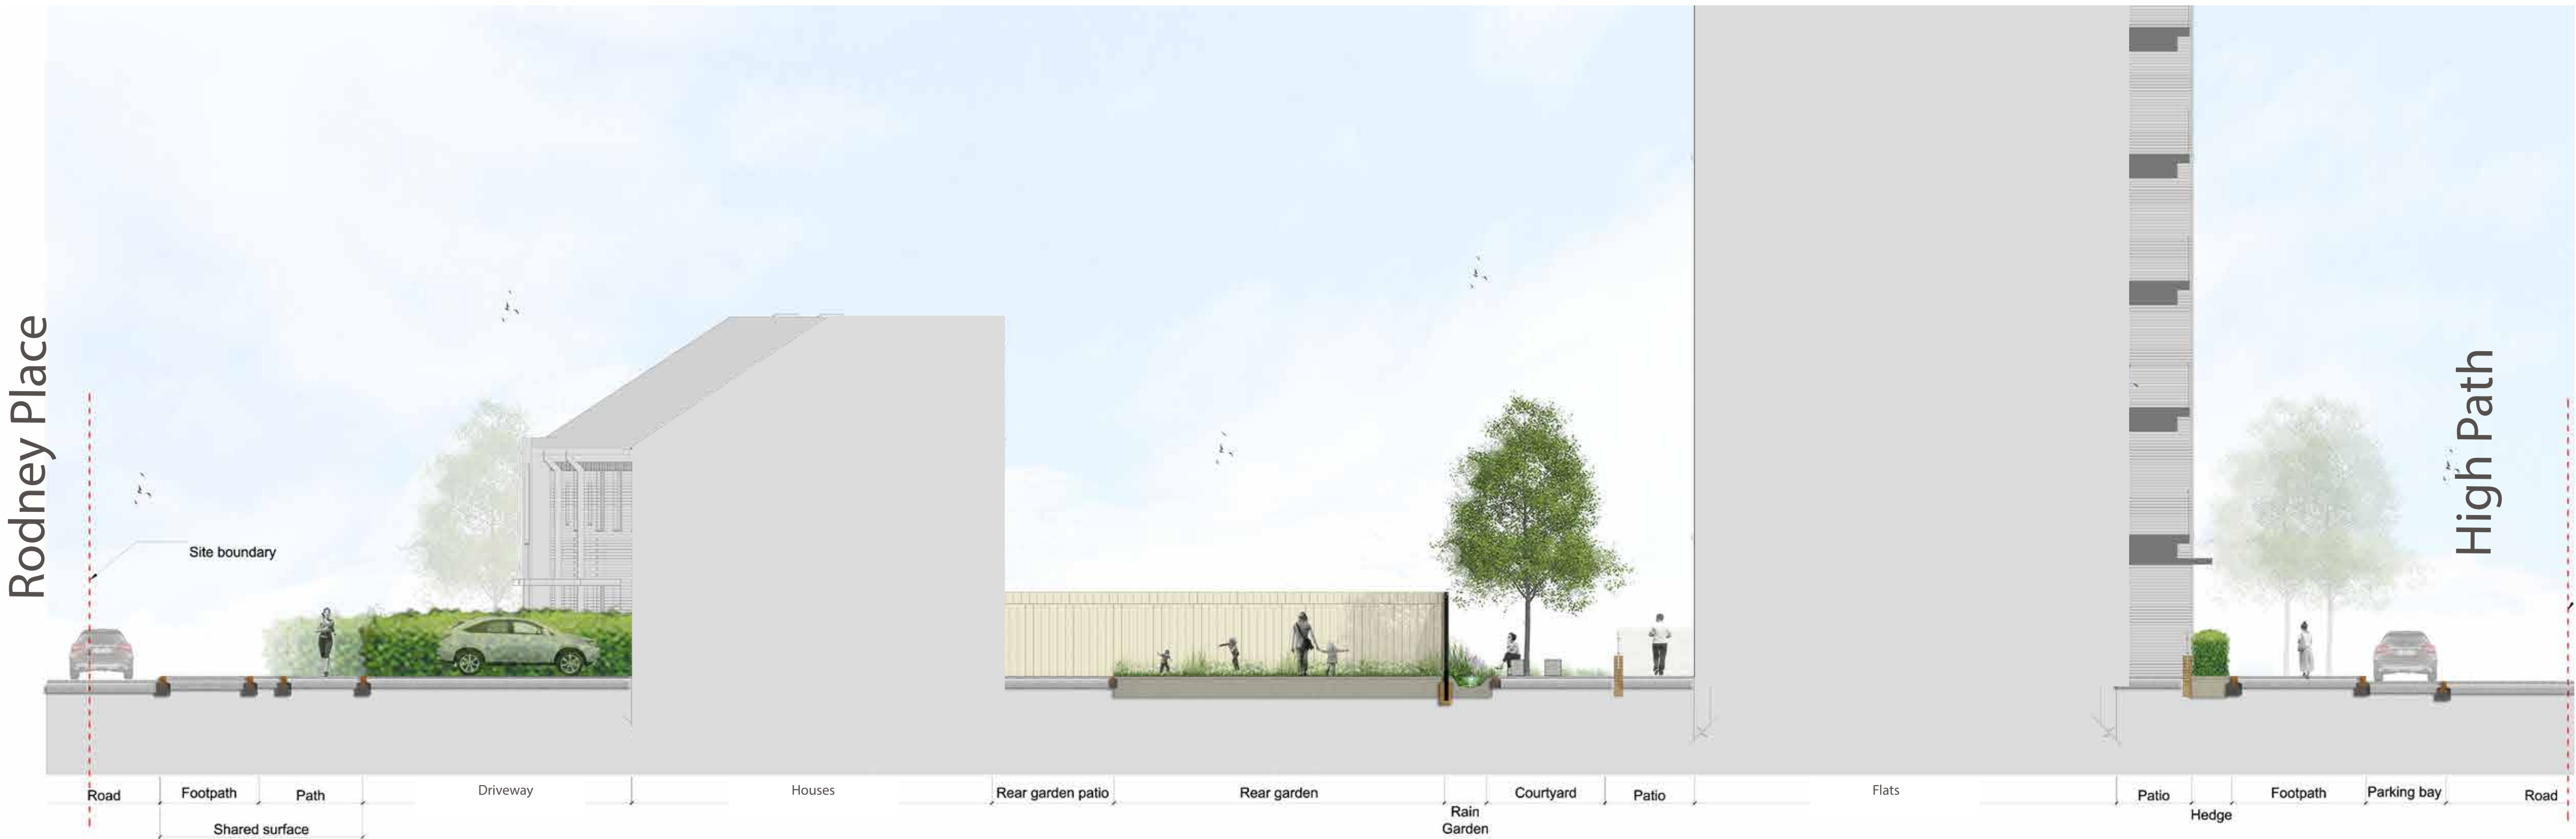 Rodney Place
High Path
Site boundary
Road
Footpath
Path
Driveway
Houses
Rear garden patio
Rear garden
Rain
Garden
Courtyard
Patio
Flats
Patio
Hedge
Footpath
Parking bay
Road
Shared surface